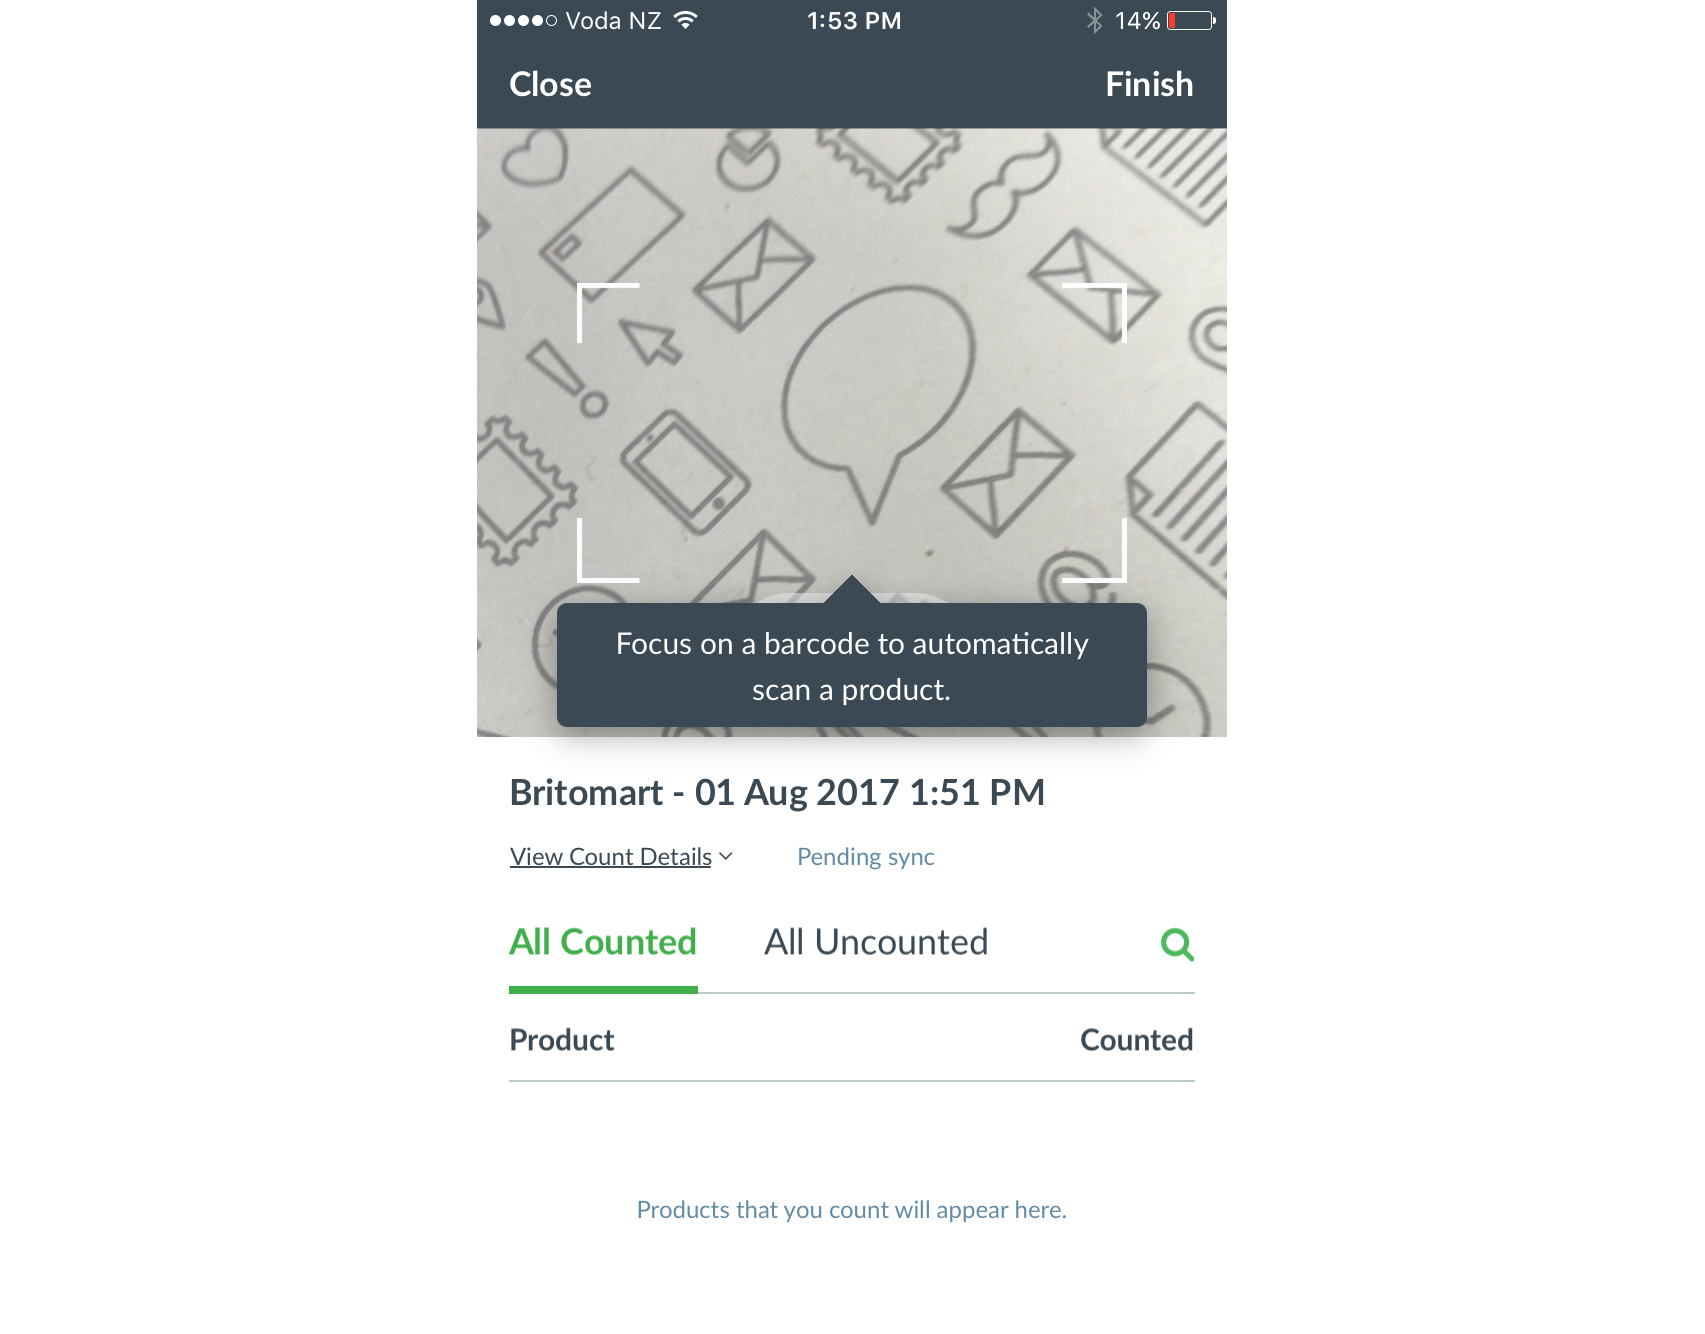 Voda NZ 1:53 PM 14%
Close Finish
Focus on a barcode to automatically
scan a product.
Britomart - 01 Aug 2017 1:51 PM
View Count Details Pending sync
All Counted All Uncounted
Product Counted
Products that you count will appear here.